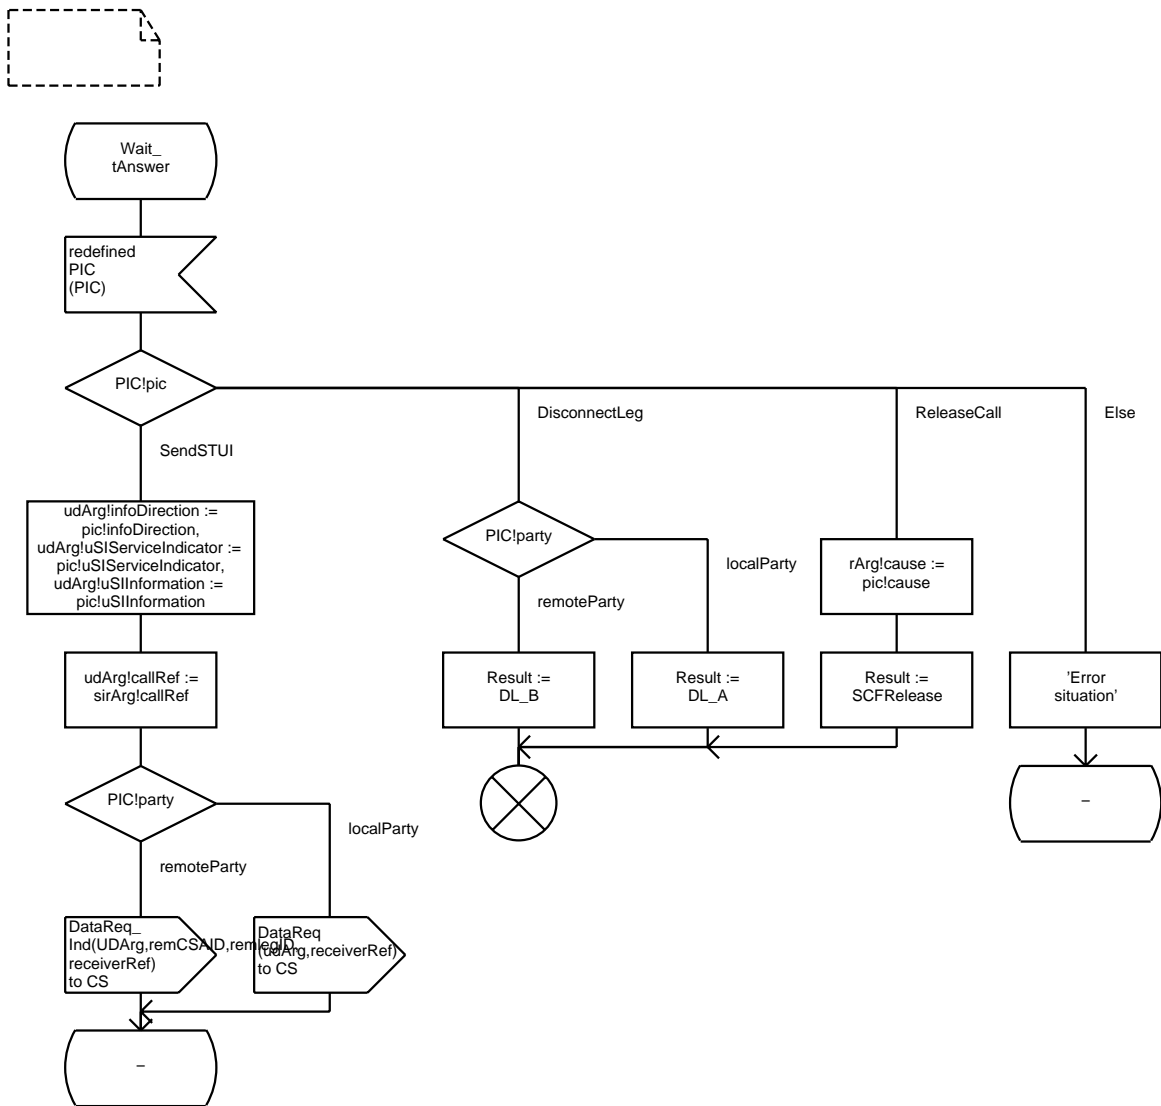 Wait_
tAnswer
redefined
PIC
(PIC)
PIC!pic
DisconnectLeg
ReleaseCall
Else
SendSTUI
udArg!infoDirection :=
pic!infoDirection,
udArg!uSIServiceIndicator :=
pic!uSIServiceIndicator,
udArg!uSIInformation :=
pic!uSIInformation
PIC!party
localParty
remoteParty
rArg!cause :=
pic!cause
udArg!callRef :=
sirArg!callRef
Result :=
DL_B
Result :=
DL_A
Result :=
SCFRelease
'Error
situation'
PIC!party
localParty
remoteParty
–
DataReq_
Ind(UDArg,remCSAID,remlegID,
receiverRef)
to CS
DataReq
(udArg,receiverRef)
to CS
–